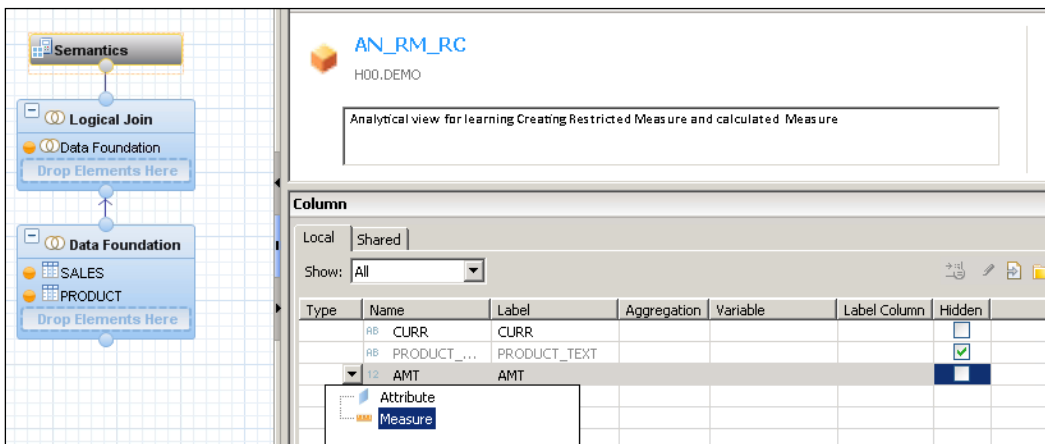 Semantics
Logical Join
Data Foundation
Drop Elements Here
Data Foundation
SALES
PRODUCT
Drop Elements Here
AN_RM_RC
H00.DEMO
Analytical view for learning Creating Restricted Measure and calculated Measure
Column
Local Shared
Show: All
Type Name Label Aggregation Variable Label Column Hidden
AB CURR CURR
AB PRODUCT_... PRODUCT_TEXT
12 AMT AMT
Attribute
Measure